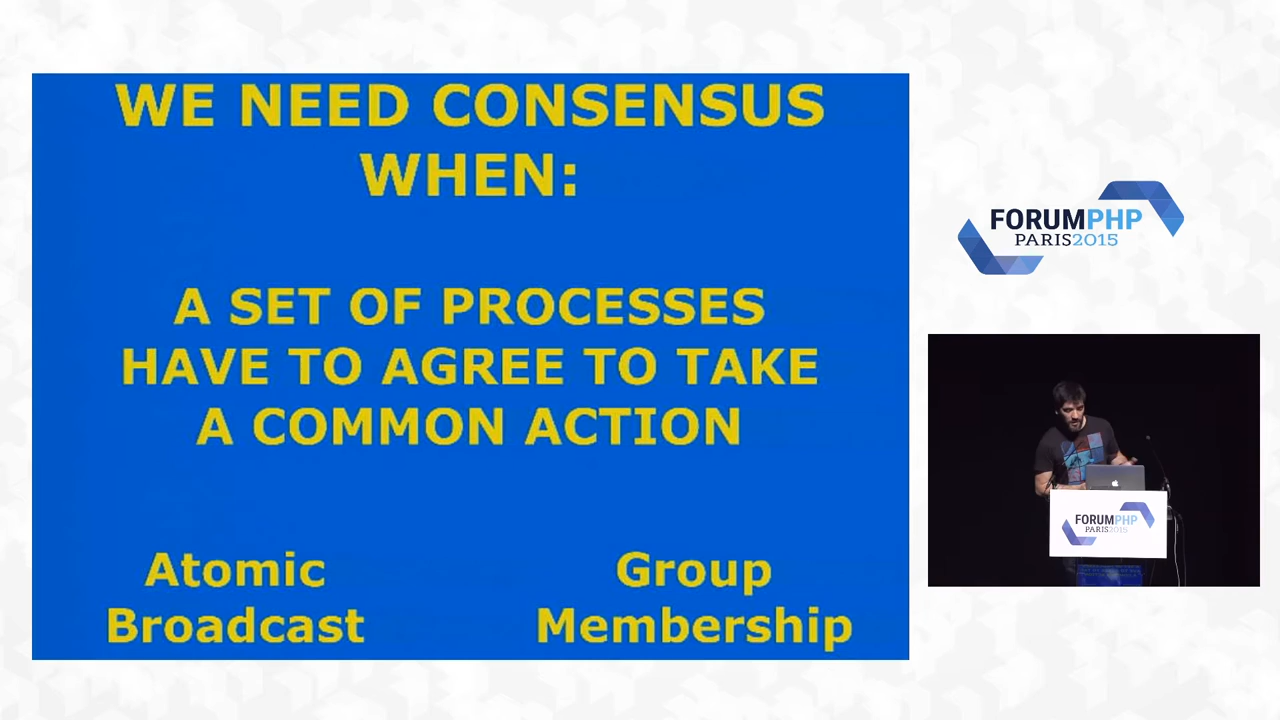 WE NEED CONSENSUS
WHEN:
A SET OF PROCESSES
HAVE TO AGREE TO TAKE
A COMMON ACTION
Atomic
Broadcast
Group
Membership
FORUMPHP
PARIS2015
FORUMPHP
PARIS2015